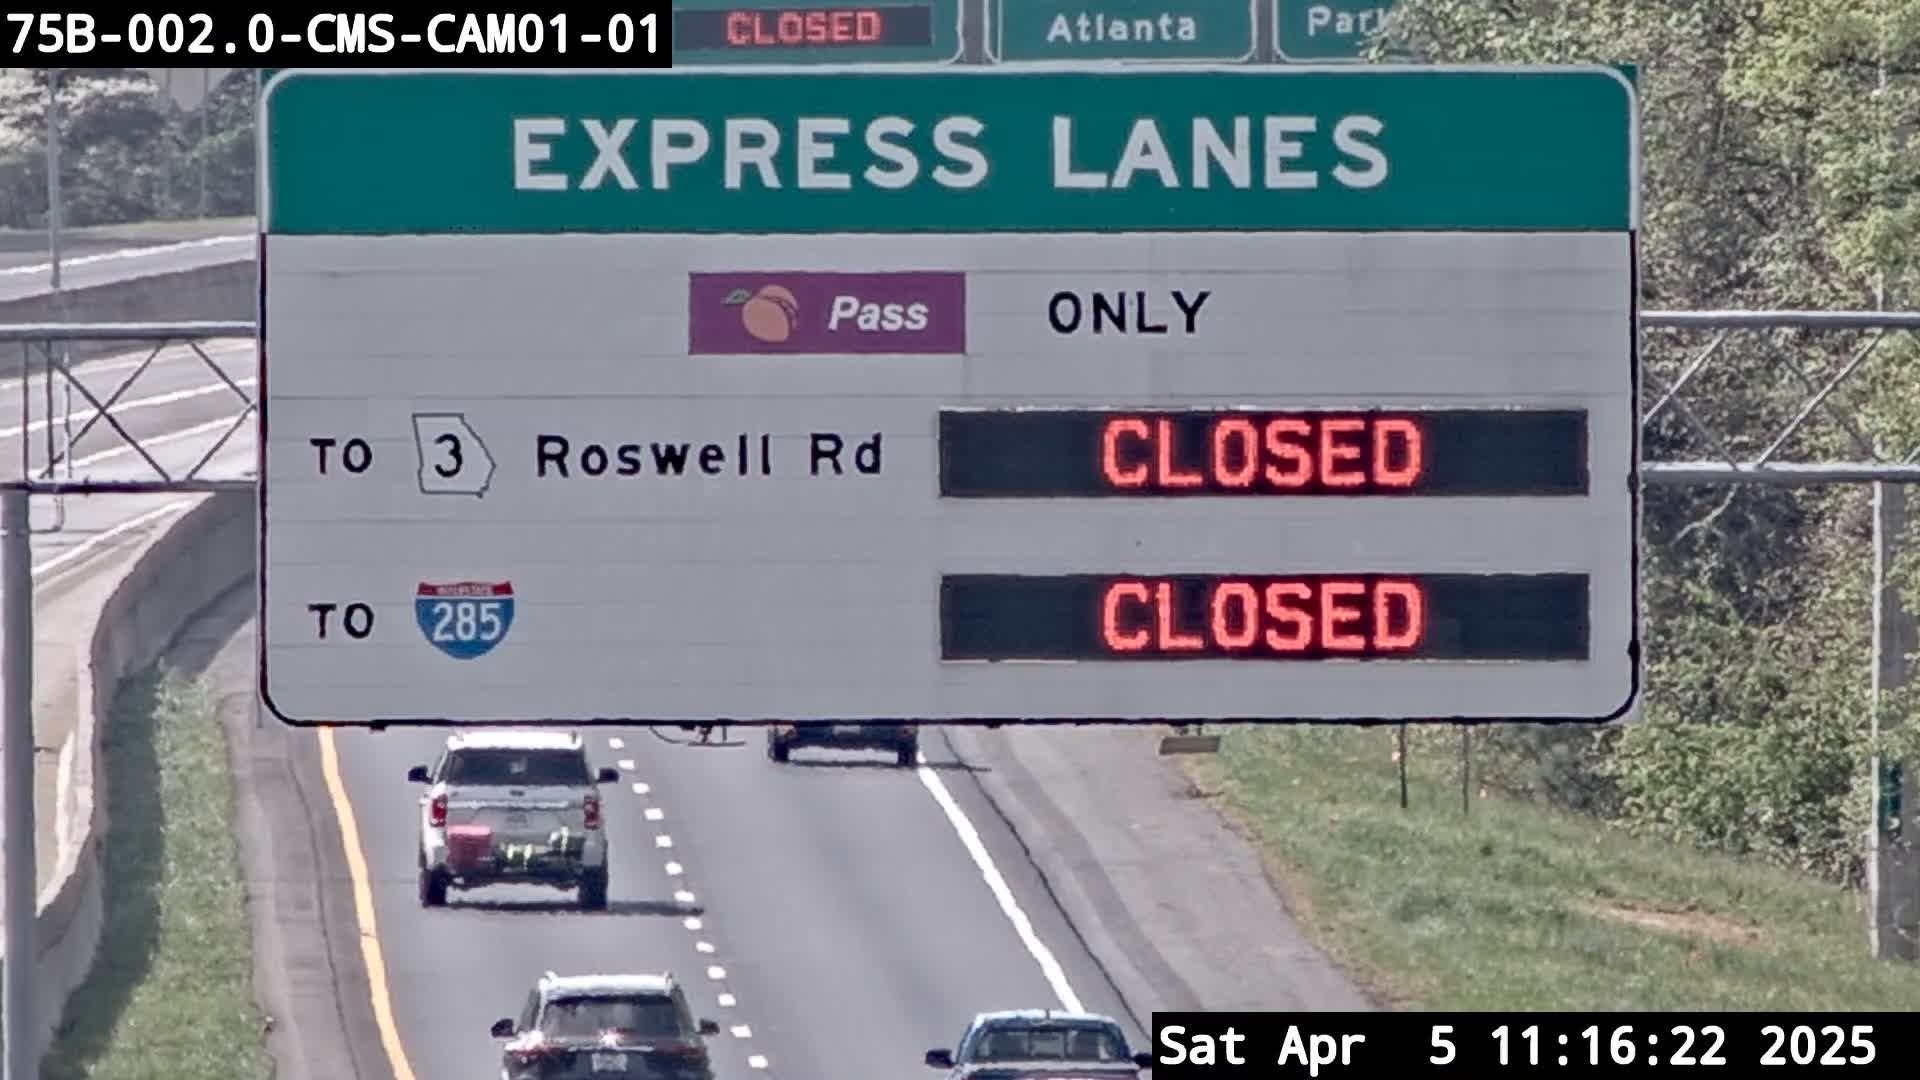 75B-002.0-CMS-CAM01-01
CLOSED
Atlanta
Park
EXPRESS LANES
Pass ONLY
TO 3 Roswell Rd CLOSED
TO INTERSTATE 285 CLOSED
Sat Apr 5 11:16:22 2025